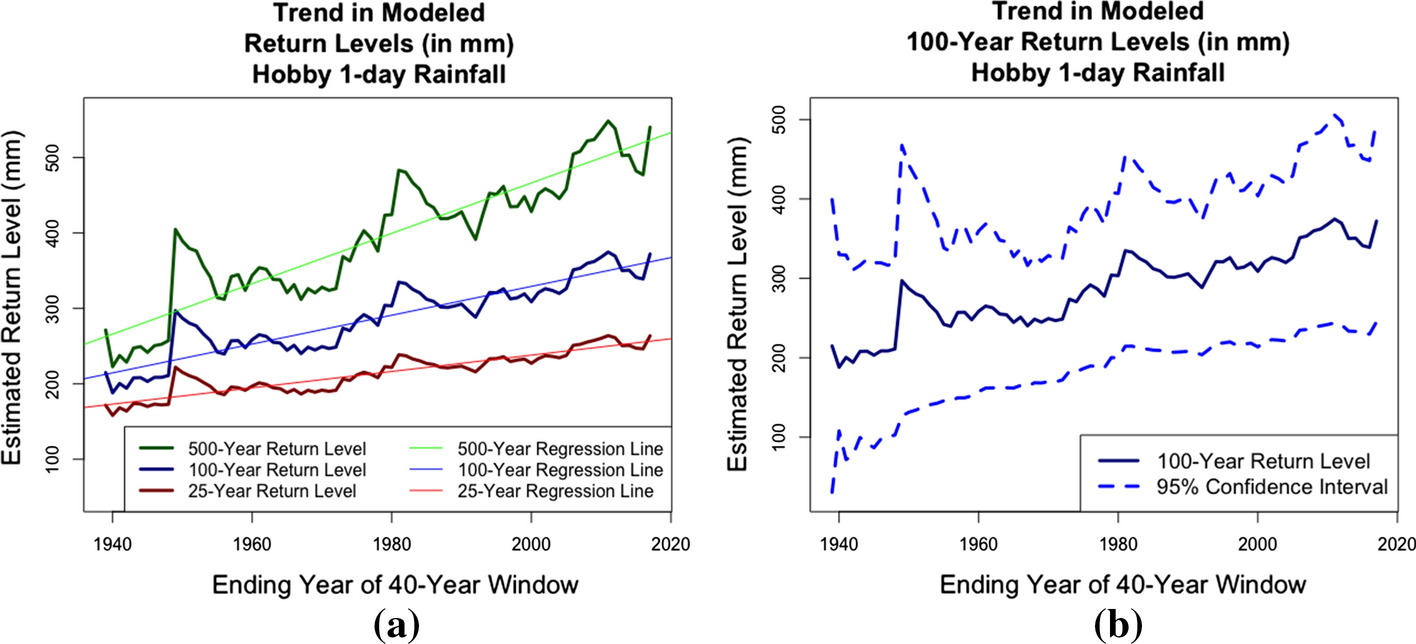 Trend in Modeled
Return Levels (in mm)
Hobby 1-day Rainfall
Estimated Return Level (mm)
500
400
300
200
100
500-Year Return Level
500-Year Regression Line
100-Year Return Level
100-Year Regression Line
25-Year Return Level
25-Year Regression Line
1940 1960 1980 2000 2020
Ending Year of 40-Year Window
(a)
Trend in Modeled
100-Year Return Levels (in mm)
Hobby 1-day Rainfall
Estimated Return Level (mm)
500
400
300
200
100
100-Year Return Level
95% Confidence Interval
1940 1960 1980 2000 2020
Ending Year of 40-Year Window
(b)